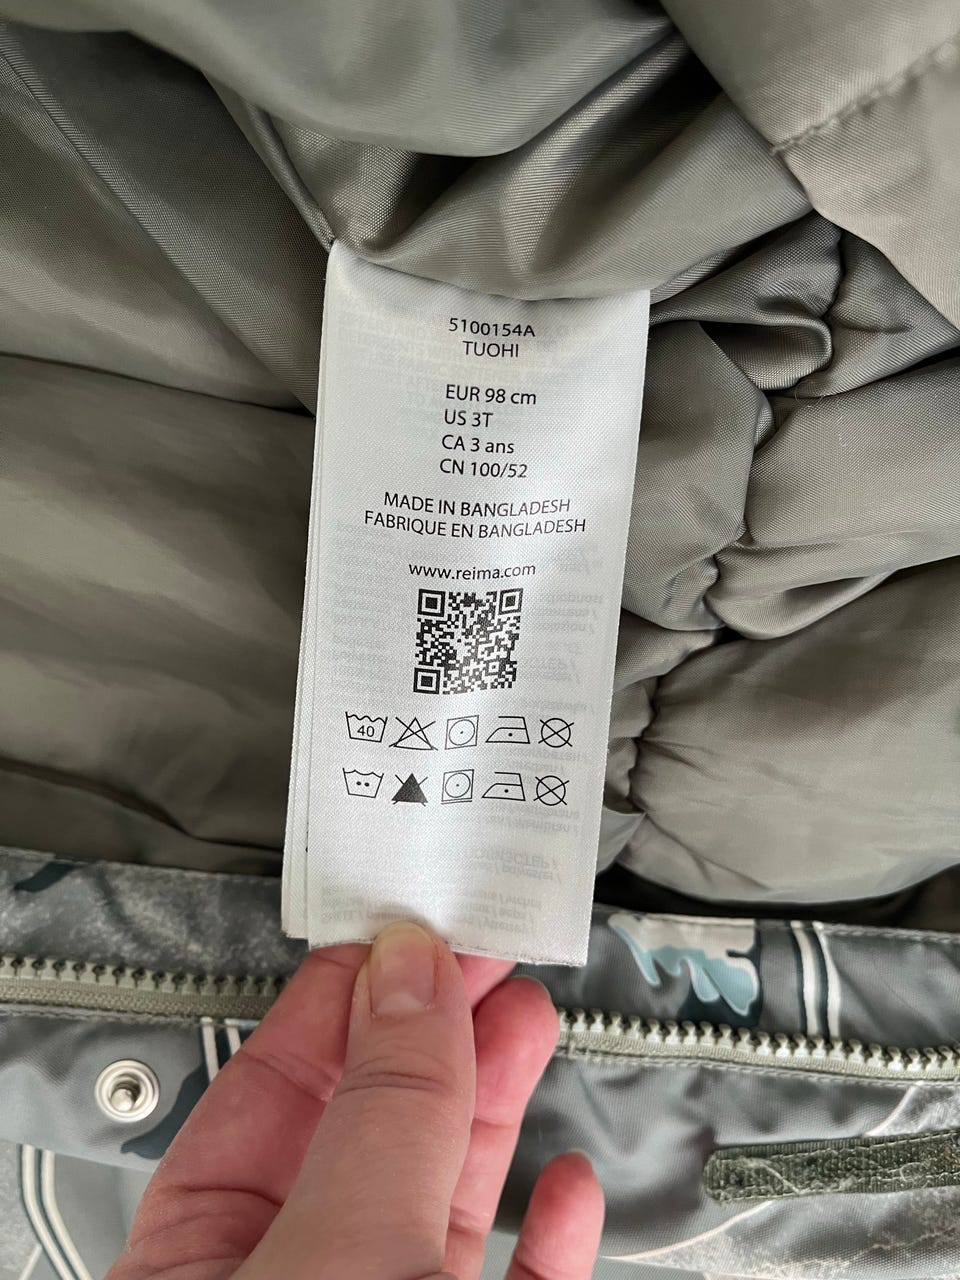 5100154A
TUOHI
EUR 98 cm
US 3T
CA 3 ans
CN 100/52
MADE IN BANGLADESH
FABRIQUE EN BANGLADESH
www.reima.com
40